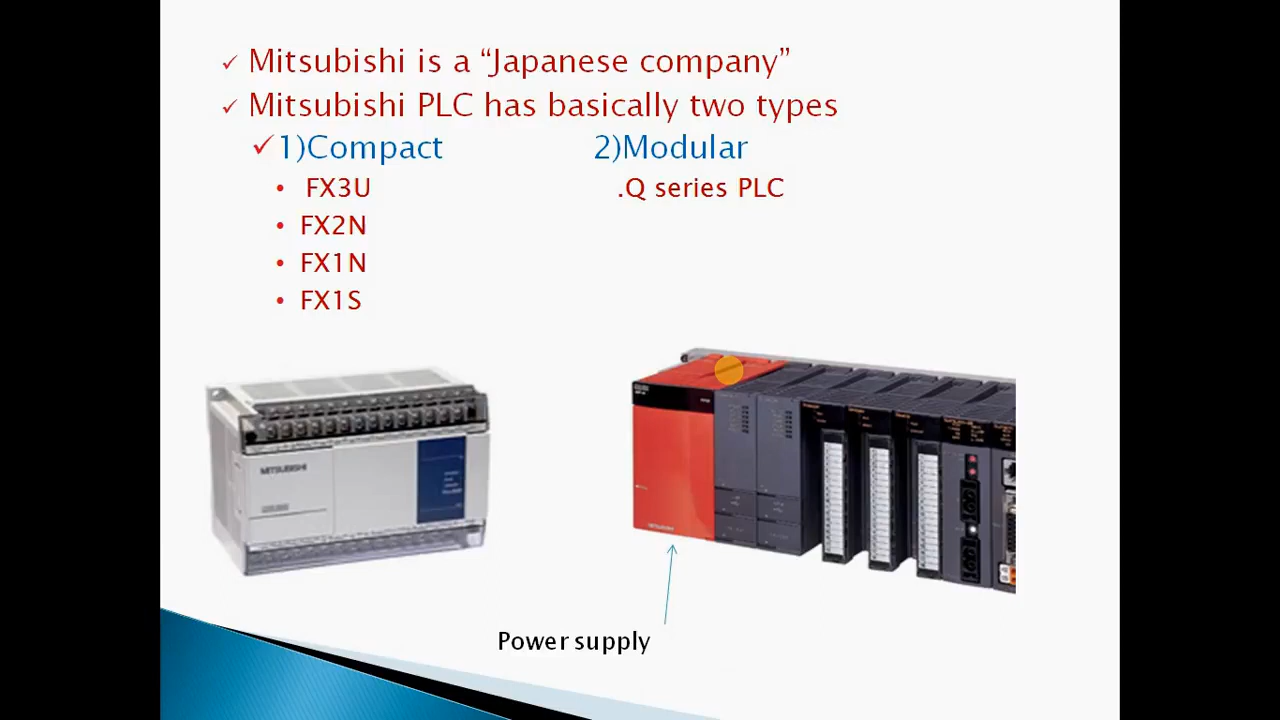 ✓ Mitsubishi is a “Japanese company”
✓ Mitsubishi PLC has basically two types
✓ 1)Compact 2)Modular
• FX3U .Q series PLC
• FX2N
• FX1N
• FX1S
MITSUBISHI
MITSUBISHI
Power supply